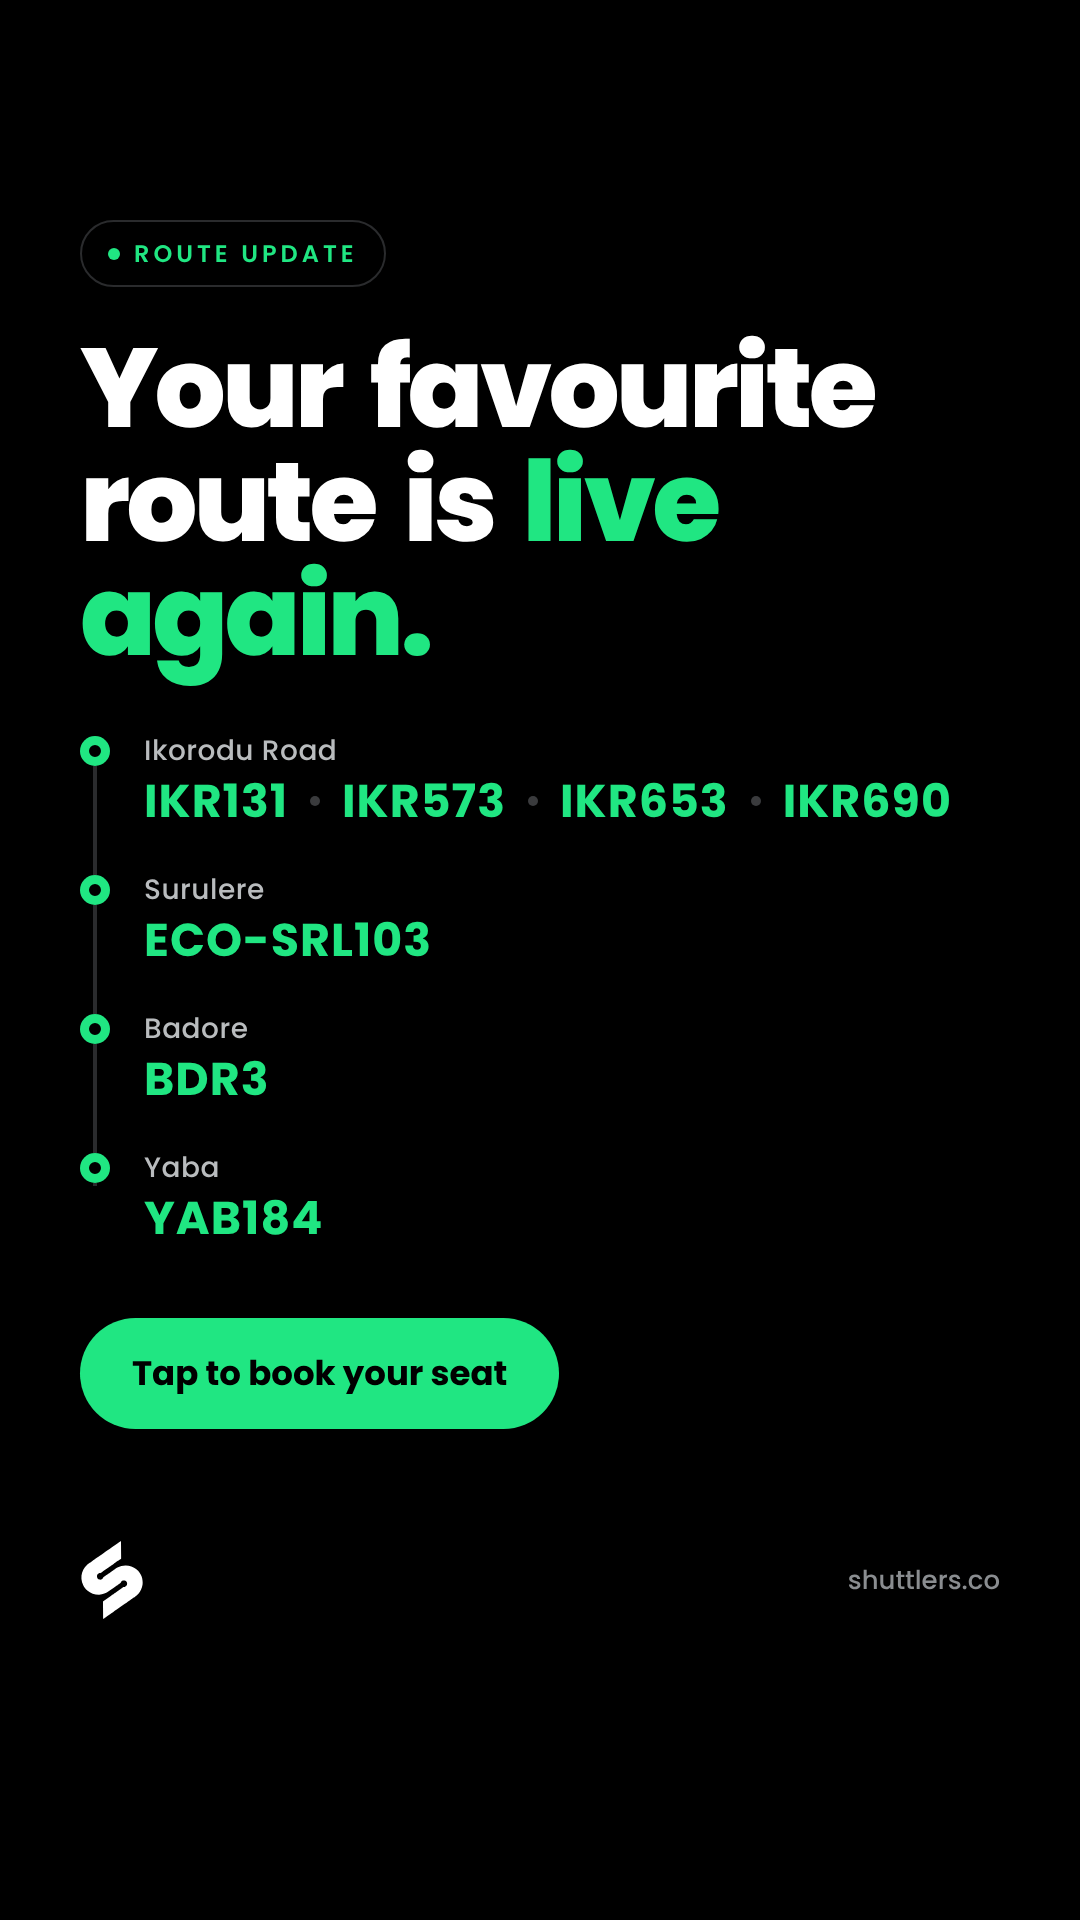 ROUTE UPDATE
Your favourite
route is live
again.
Ikorodu Road
IKR131 • IKR573 • IKR653 • IKR690
Surulere
ECO-SRL103
Badore
BDR3
Yaba
YAB184
Tap to book your seat
shuttlers.co